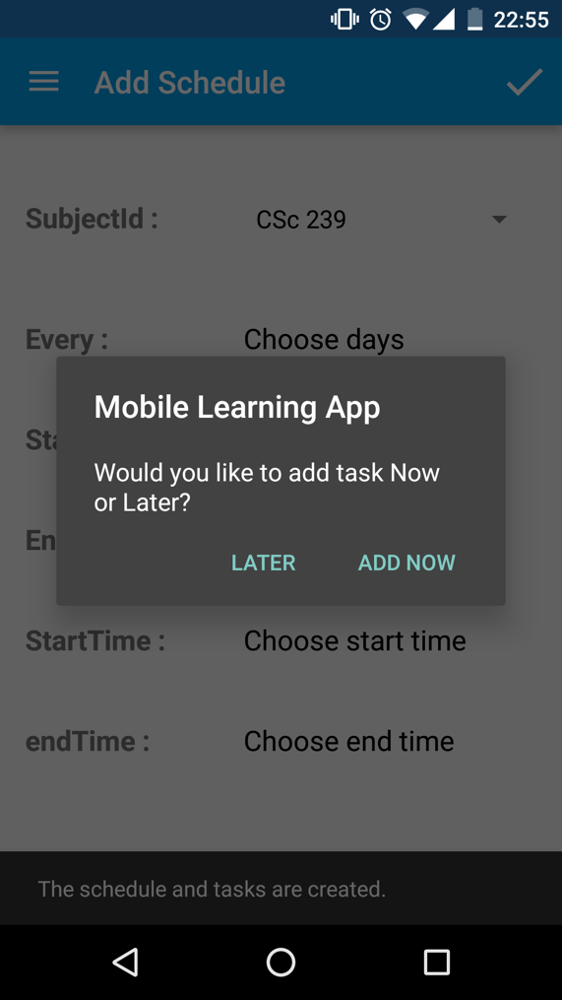 22:55
Add Schedule
SubjectId :
CSc 239
Every :
Choose days
Sta
Mobile Learning App
Would you like to add task Now
or Later?
En
LATER
ADD NOW
StartTime :
Choose start time
endTime :
Choose end time
The schedule and tasks are created.